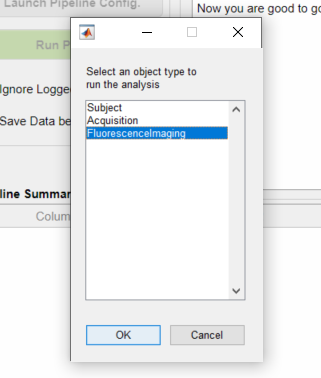 Launch Pipeline Config.
Now you are good to go
Run P
Ignore Logge
Save Data be
line Summar
Colum
Select an object type to
run the analysis
Subject
Acquisition
FluorescenceImaging
OK
Cancel